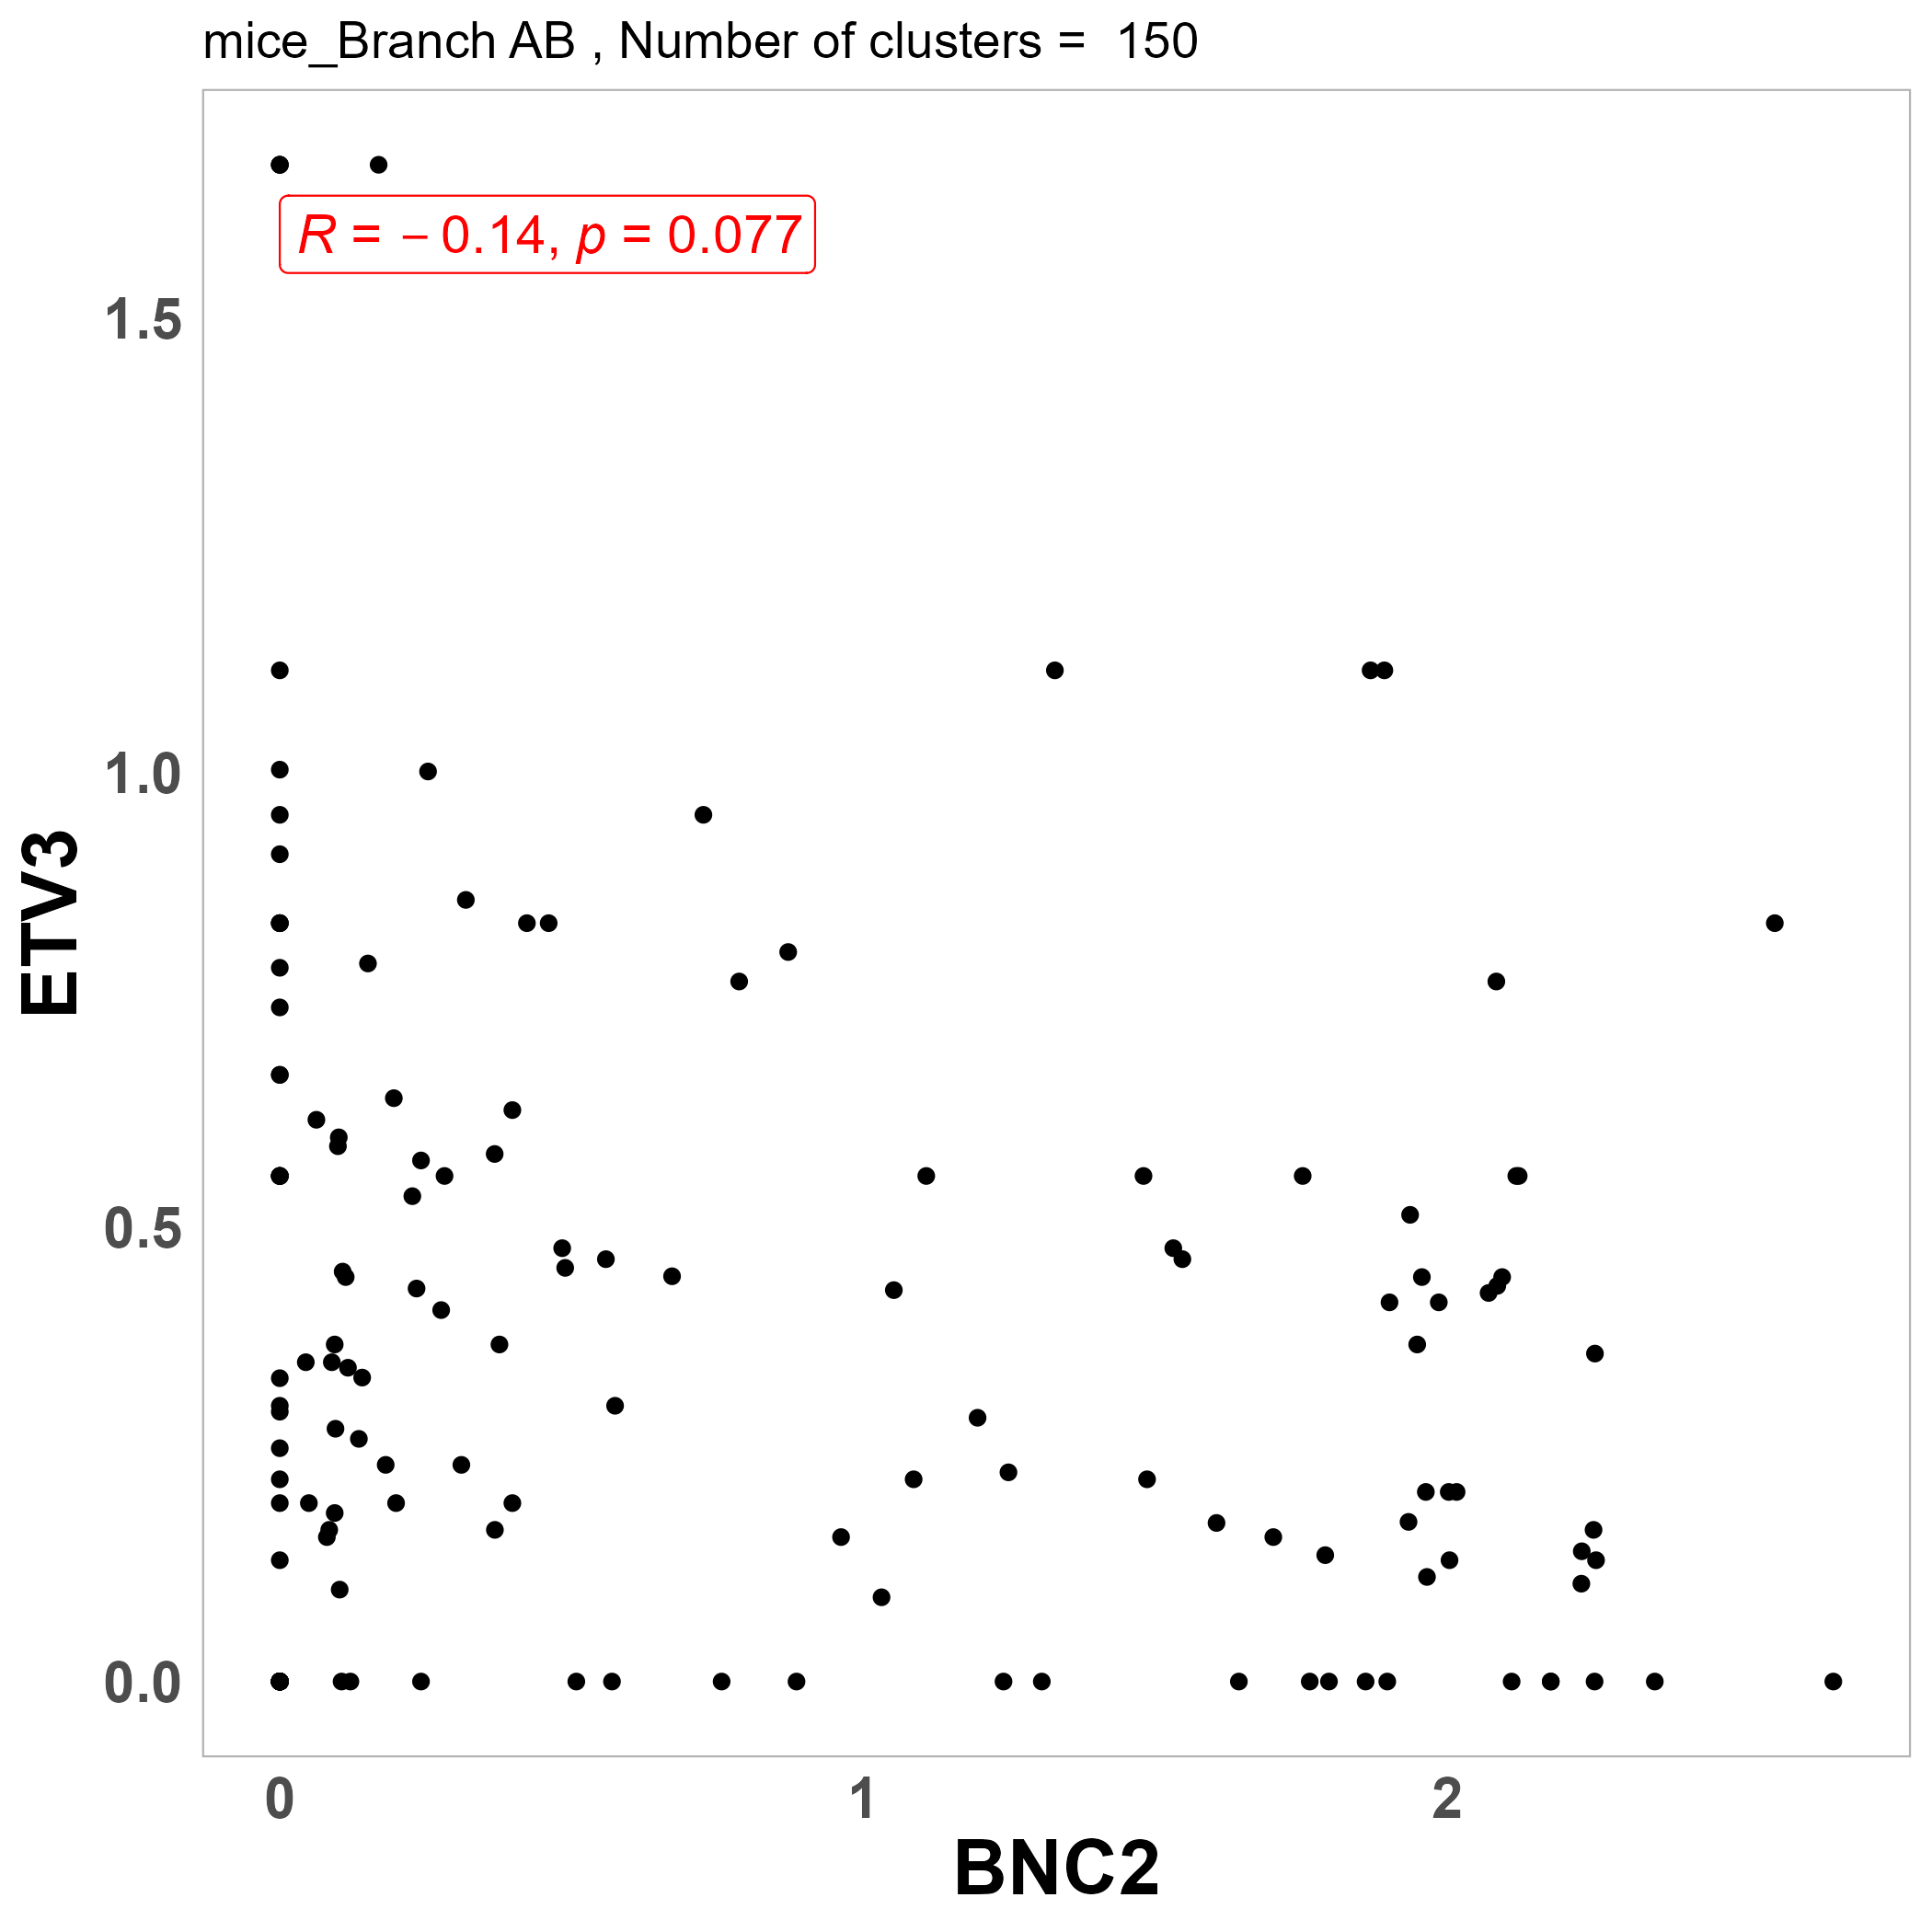 mice_Branch AB , Number of clusters =  150
R = − 0.14, p = 0.077
1.5
1.0
0.5
0.0
ETV3
0 1 2
BNC2